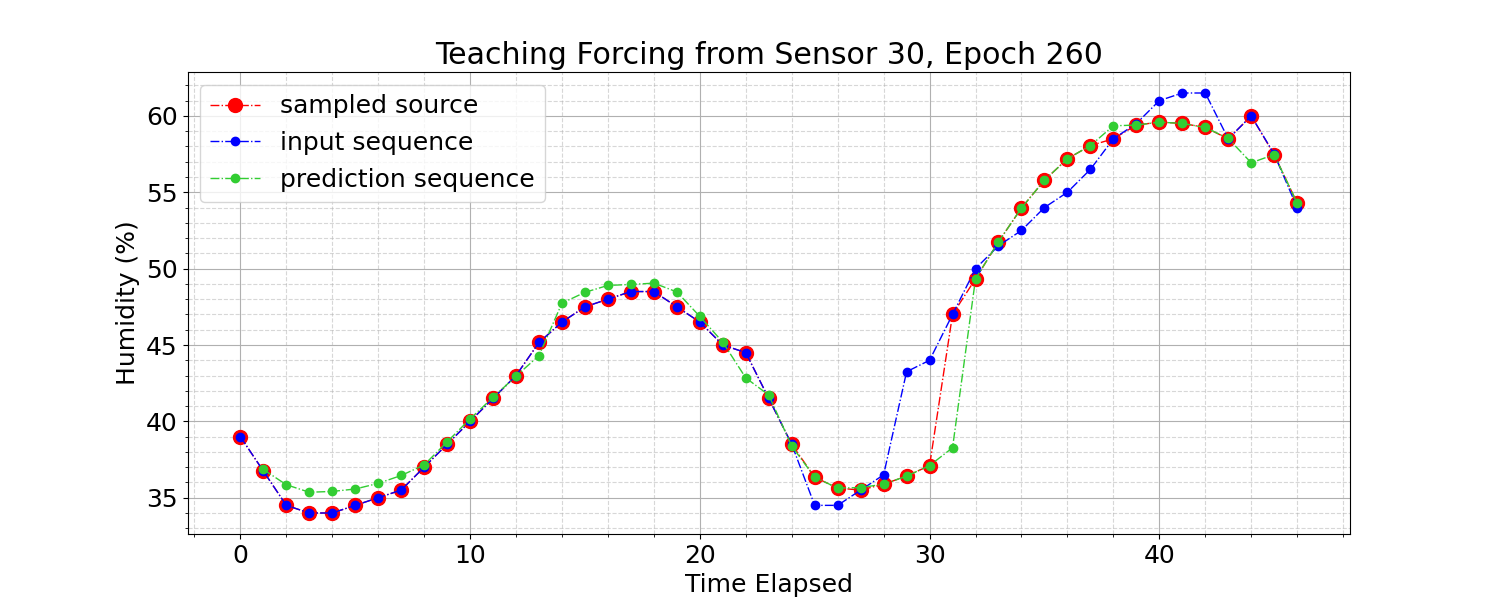 Teaching Forcing from Sensor 30, Epoch 260
sampled source
input sequence
prediction sequence
Humidity (%)
60
55
50
45
40
35
0 10 20 30 40
Time Elapsed